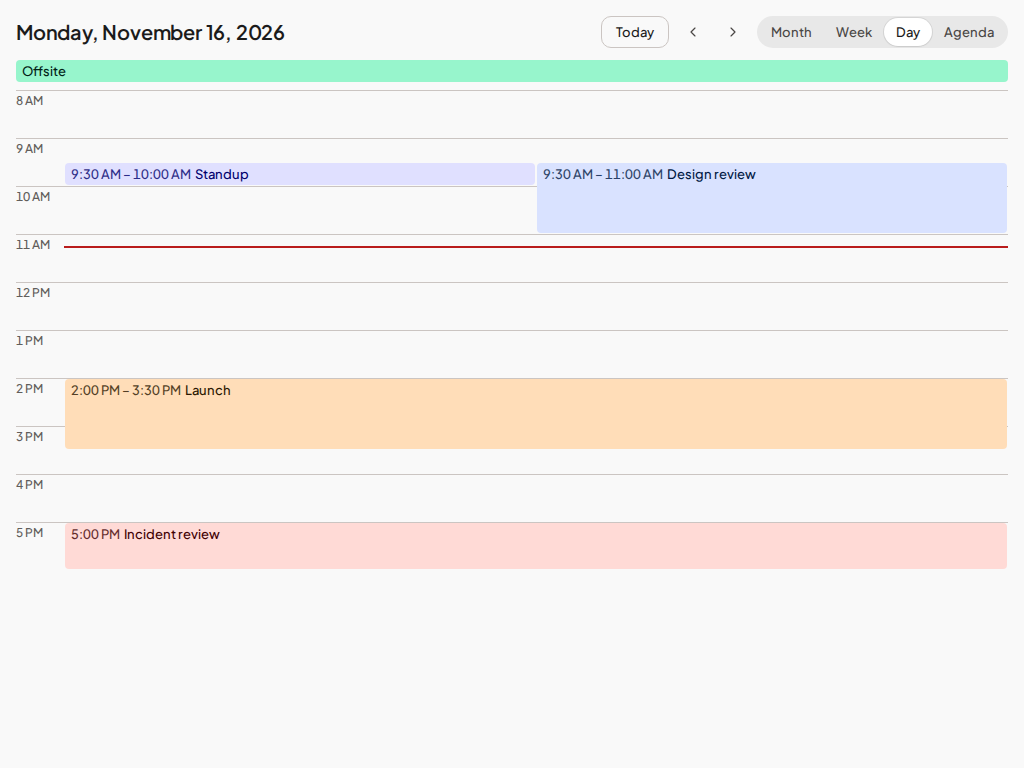 Monday, November 16, 2026
Today
Month Week Day Agenda
Offsite
8 AM
9 AM
9:30 AM – 10:00 AM Standup
9:30 AM – 11:00 AM Design review
10 AM
11 AM
12 PM
1 PM
2 PM
2:00 PM – 3:30 PM Launch
3 PM
4 PM
5 PM
5:00 PM Incident review